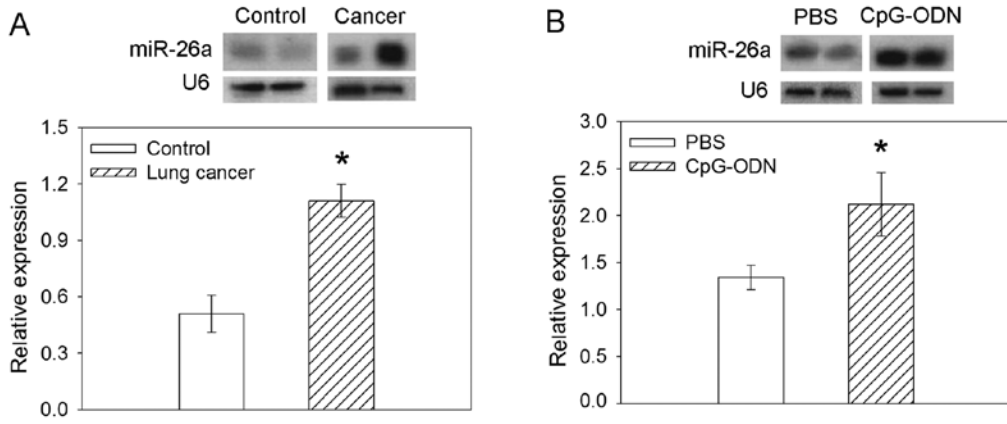 A
Control Cancer
miR-26a
U6
1.5
1.2
0.9
0.6
0.3
0.0
Relative expression
Control
Lung cancer
*
B
PBS CpG-ODN
miR-26a
U6
3.0
2.5
2.0
1.5
1.0
0.5
0.0
Relative expression
PBS
CpG-ODN
*